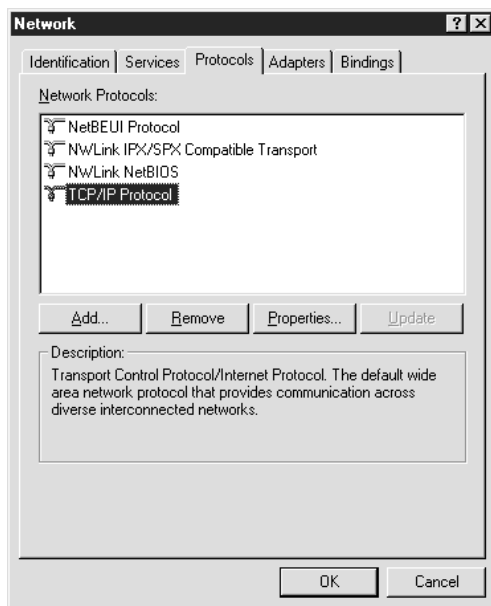 Network
Identification Services Protocols Adapters Bindings
Network Protocols:
NetBEUI Protocol
NWLink IPX/SPX Compatible Transport
NWLink NetBIOS
TCP/IP Protocol
Add... Remove Properties... Update
Description:
Transport Control Protocol/Internet Protocol. The default wide
area network protocol that provides communication across
diverse interconnected networks.
OK Cancel